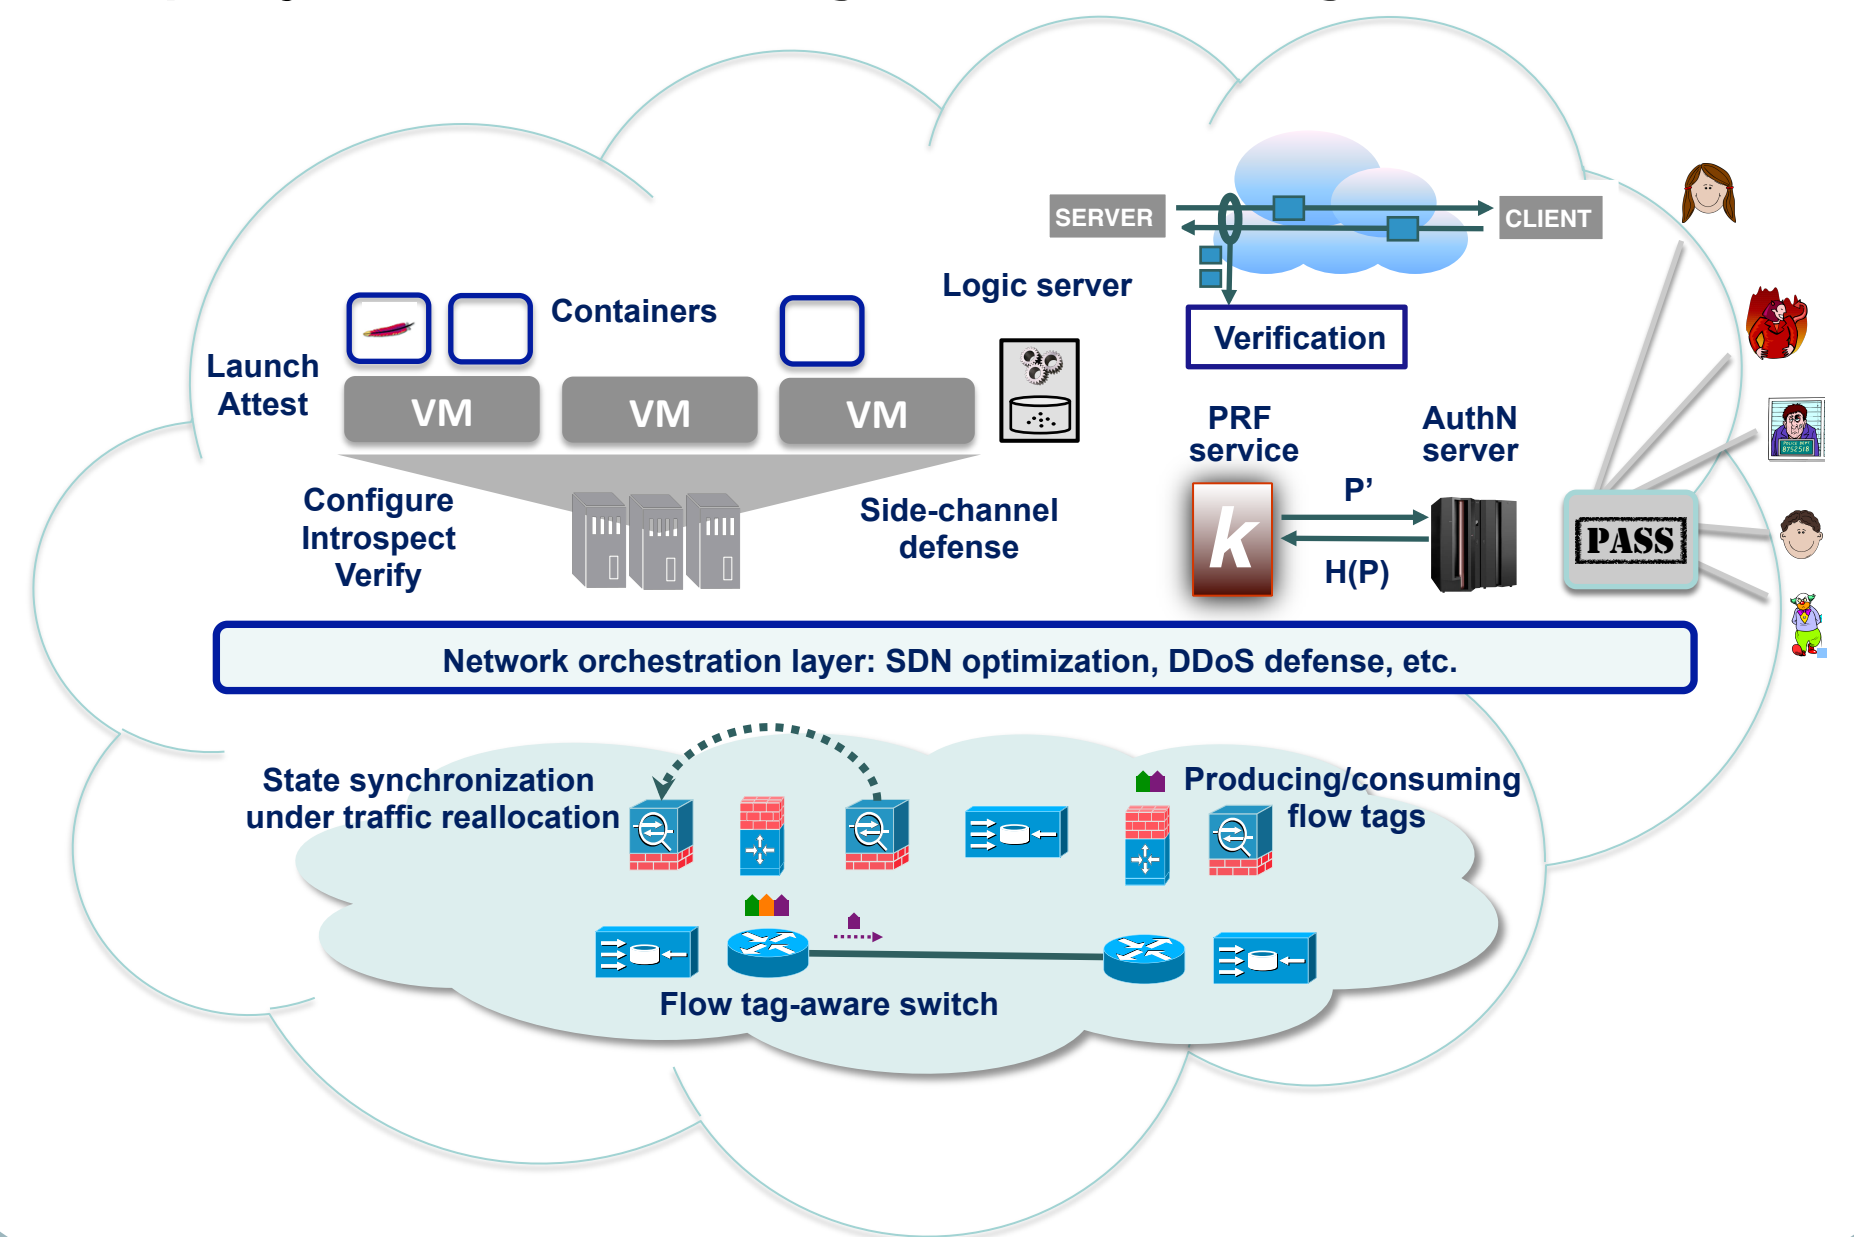 SERVER
CLIENT
Logic server
Containers
Verification
Launch
Attest
VM
VM
VM
PRF
service
AuthN
server
Configure
Introspect
Verify
Side-channel
defense
k
P’
H(P)
PASS
Network orchestration layer: SDN optimization, DDoS defense, etc.
State synchronization
under traffic reallocation
Producing/consuming
flow tags
Flow tag-aware switch